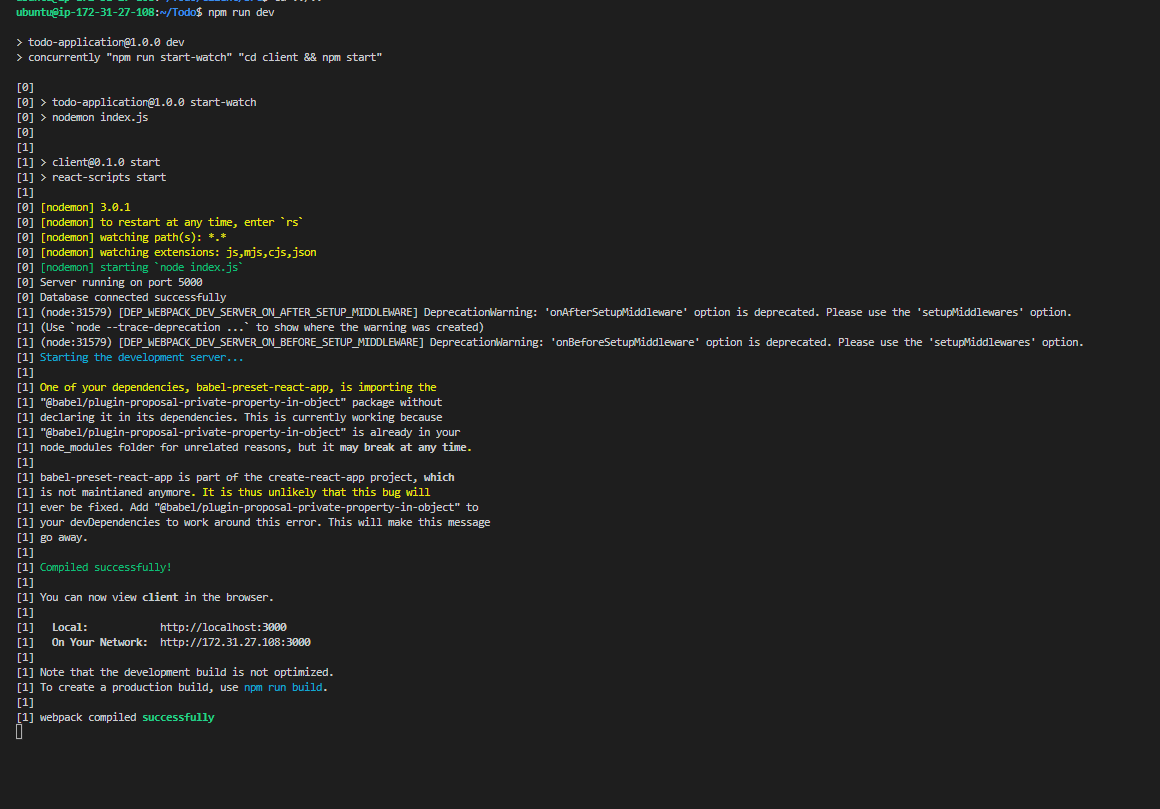 ubuntu@ip-172-31-27-108:~/Todo$ npm run dev
> todo-application@1.0.0 dev
> concurrently "npm run start-watch" "cd client && npm start"
[0]
[0] > todo-application@1.0.0 start-watch
[0] > nodemon index.js
[0]
[1]
[1] > client@0.1.0 start
[1] > react-scripts start
[1]
[0] [nodemon] 3.0.1
[0] [nodemon] to restart at any time, enter `rs`
[0] [nodemon] watching path(s): *.*
[0] [nodemon] watching extensions: js,mjs,cjs,json
[0] [nodemon] starting `node index.js`
[0] Server running on port 5000
[0] Database connected successfully
[1] (node:31579) [DEP_WEBPACK_DEV_SERVER_ON_AFTER_SETUP_MIDDLEWARE] DeprecationWarning: 'onAfterSetupMiddleware' option is deprecated. Please use the 'setupMiddlewares' option.
[1] (Use `node --trace-deprecation ...` to show where the warning was created)
[1] (node:31579) [DEP_WEBPACK_DEV_SERVER_ON_BEFORE_SETUP_MIDDLEWARE] DeprecationWarning: 'onBeforeSetupMiddleware' option is deprecated. Please use the 'setupMiddlewares' option.
[1] Starting the development server...
[1]
[1] One of your dependencies, babel-preset-react-app, is importing the
[1] "@babel/plugin-proposal-private-property-in-object" package without
[1] declaring it in its dependencies. This is currently working because
[1] "@babel/plugin-proposal-private-property-in-object" is already in your
[1] node_modules folder for unrelated reasons, but it may break at any time.
[1]
[1] babel-preset-react-app is part of the create-react-app project, which
[1] is not maintianed anymore. It is thus unlikely that this bug will
[1] ever be fixed. Add "@babel/plugin-proposal-private-property-in-object" to
[1] your devDependencies to work around this error. This will make this message
[1] go away.
[1]
[1] Compiled successfully!
[1]
[1] You can now view client in the browser.
[1]
[1] Local: http://localhost:3000
[1] On Your Network: http://172.31.27.108:3000
[1]
[1] Note that the development build is not optimized.
[1] To create a production build, use npm run build.
[1]
[1] webpack compiled successfully